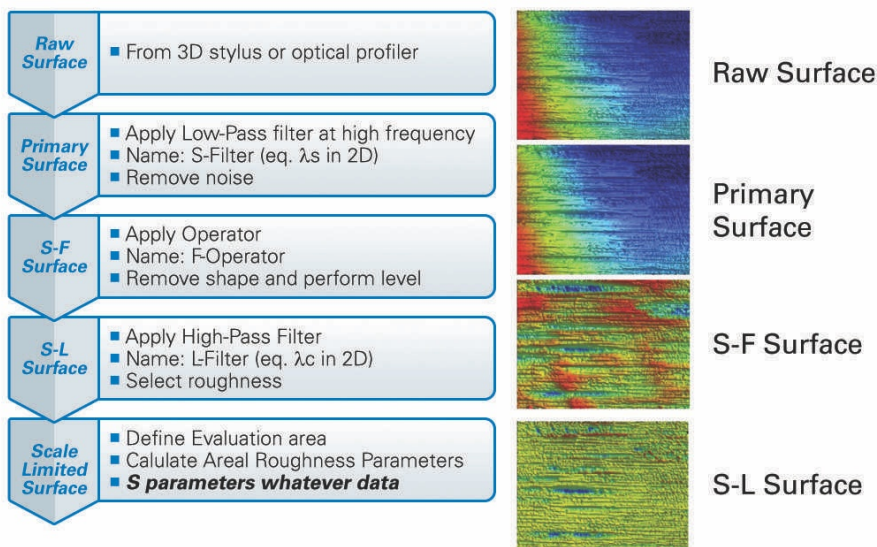 Raw
Surface
■ From 3D stylus or optical profiler
Primary
Surface
■ Apply Low-Pass filter at high frequency
■ Name: S-Filter (eq. λs in 2D)
■ Remove noise
S-F
Surface
■ Apply Operator
■ Name: F-Operator
■ Remove shape and perform level
S-L
Surface
■ Apply High-Pass Filter
■ Name: L-Filter (eq. λc in 2D)
■ Select roughness
Scale
Limited
Surface
■ Define Evaluation area
■ Calulate Areal Roughness Parameters
■ S parameters whatever data
Raw Surface
Primary
Surface
S-F Surface
S-L Surface